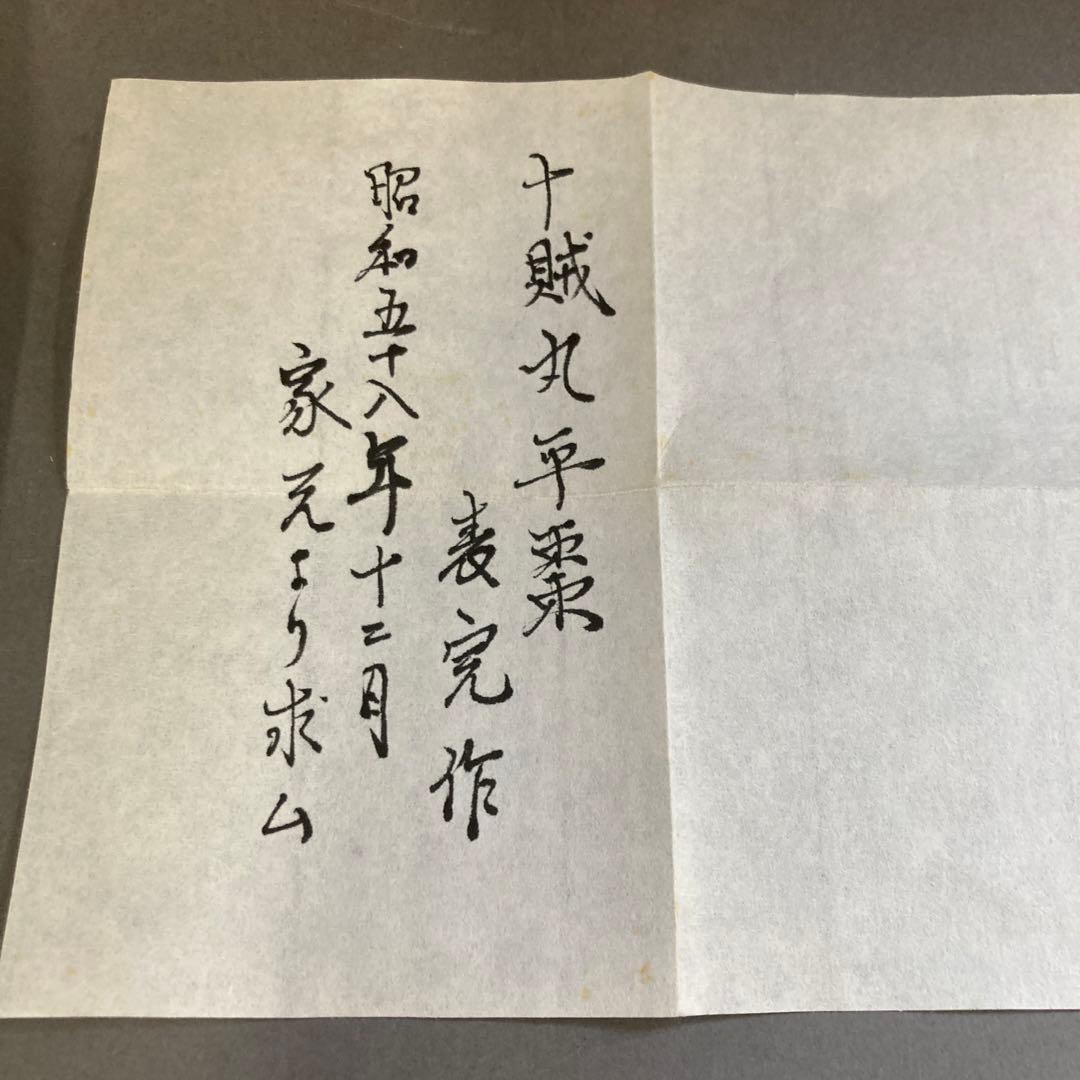 十賊丸平棗
表完作
昭和五十八年十二月
家元より求ム